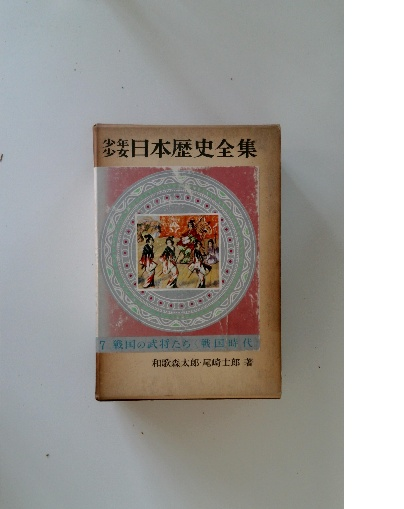 少年少女日本歴史全集
7 戦国の武将たち (戦国時代)
和歌森太郎・尾崎士郎 著